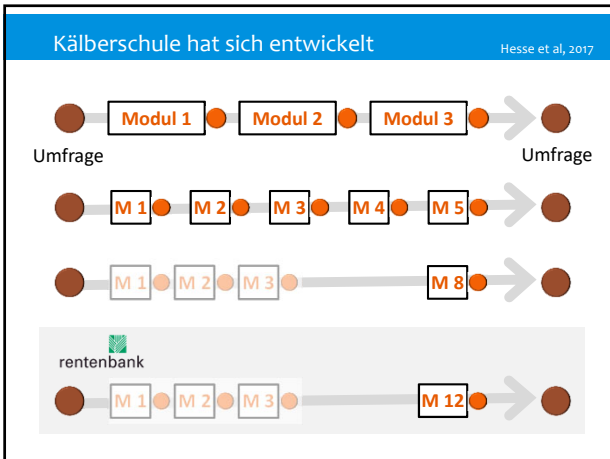 Kälberschule hat sich entwickelt
Hesse et al, 2017
Modul 1 Modul 2 Modul 3
Umfrage Umfrage
M 1 M 2 M 3 M 4 M 5
M 1 M 2 M 3 M 8
rentenbank
M 1 M 2 M 3 M 12